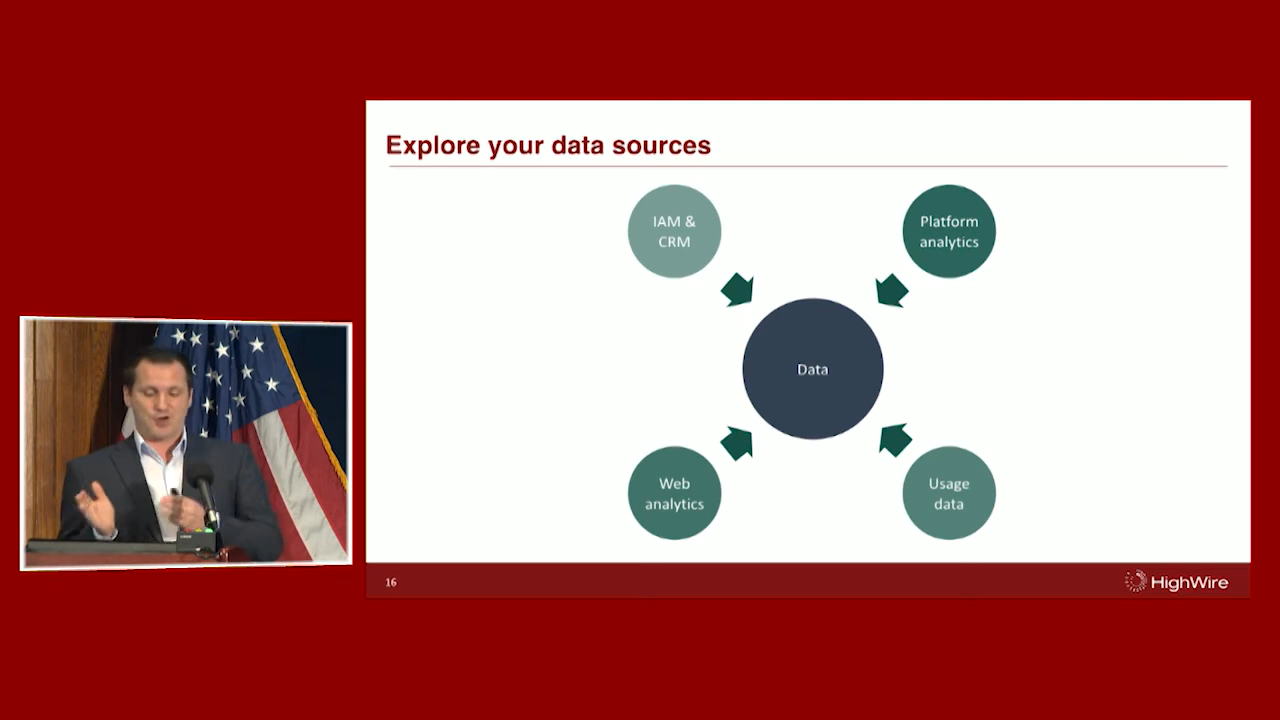 Explore your data sources
IAM &
CRM
Platform
analytics
Data
Web
analytics
Usage
data
16
HighWire